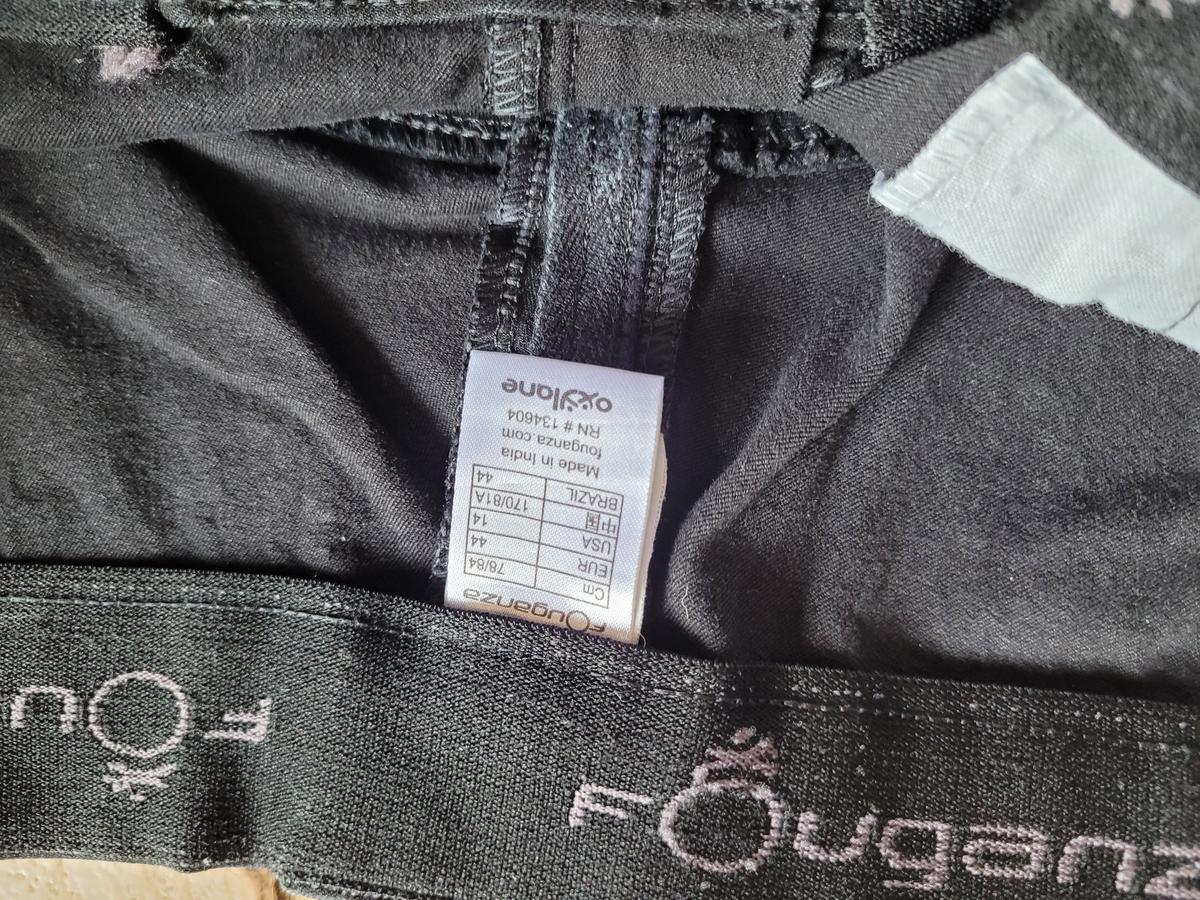 Fouganza
Cm 78/84
EUR 44
USA 14
中国 170/81A
BRAZIL 44
Made in India
fouganza.com
RN # 134604
oxylane
Fou
Fouganz